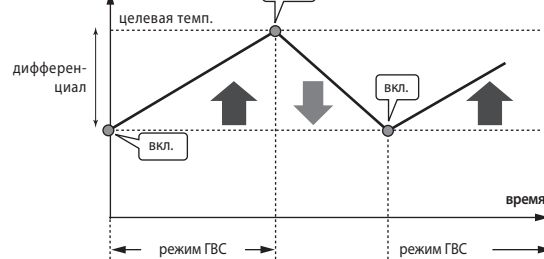 целевая темп.
дифферен-
циал
вкл.
вкл.
время
режим ГВС
режим ГВС